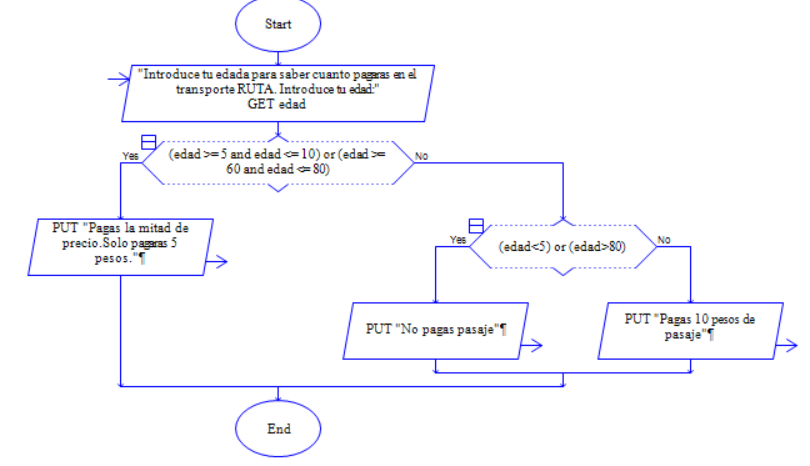 Start
"Introduce tu edada para saber cuanto pagaras en el
transporte RUTA. Introduce tu edad:"
GET edad
Yes
(edad >= 5 and edad <= 10) or (edad >=
60 and edad <= 80)
No
PUT "Pagas la mitad de
precio.Solo pagaras 5
pesos."¶
Yes
(edad<5) or (edad>80)
No
PUT "No pagas pasaje"¶
PUT "Pagas 10 pesos de
pasaje"¶
End